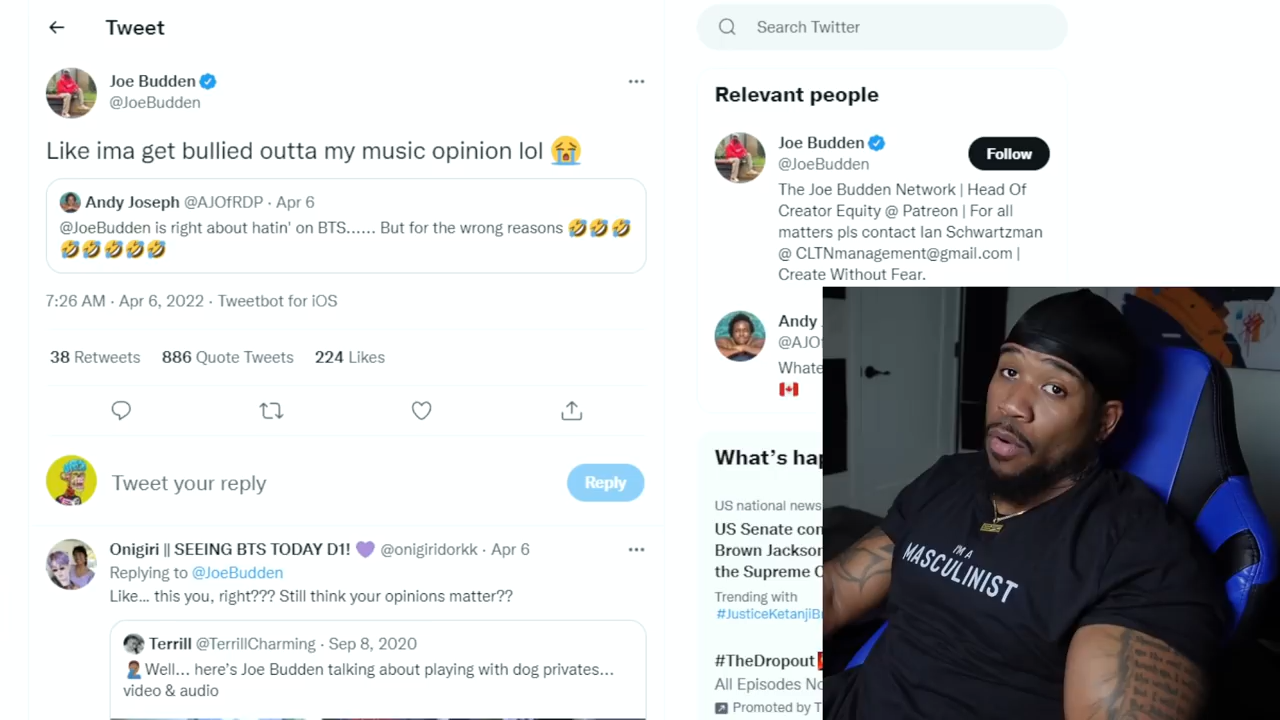 Tweet
Joe Budden
@JoeBudden
Like ima get bullied outta my music opinion lol 😭
Andy Joseph @AJOfRDP · Apr 6
@JoeBudden is right about hatin' on BTS...... But for the wrong reasons 🤣🤣🤣
🤣🤣🤣🤣🤣
7:26 AM · Apr 6, 2022 · Tweetbot for iOS
38 Retweets 886 Quote Tweets 224 Likes
Tweet your reply
Reply
Onigiri || SEEING BTS TODAY D1! 💜 @onigiridorkk · Apr 6
Replying to @JoeBudden
Like... this you, right??? Still think your opinions matter??
Terrill @TerrillCharming · Sep 8, 2020
🤦🏾‍♂️Well... here's Joe Budden talking about playing with dog privates...
video & audio
Search Twitter
Relevant people
Joe Budden
@JoeBudden
Follow
The Joe Budden Network | Head Of
Creator Equity @ Patreon | For all
matters pls contact Ian Schwartzman
@ CLTNmanagement@gmail.com |
Create Without Fear.
Andy
@AJO
Whate
🇨🇦
What's hap
US national news
US Senate con
Brown Jackson
the Supreme C
Trending with
#JusticeKetanjiBr
#TheDropout
All Episodes No
Promoted by T
I'M A
MASCULINIST